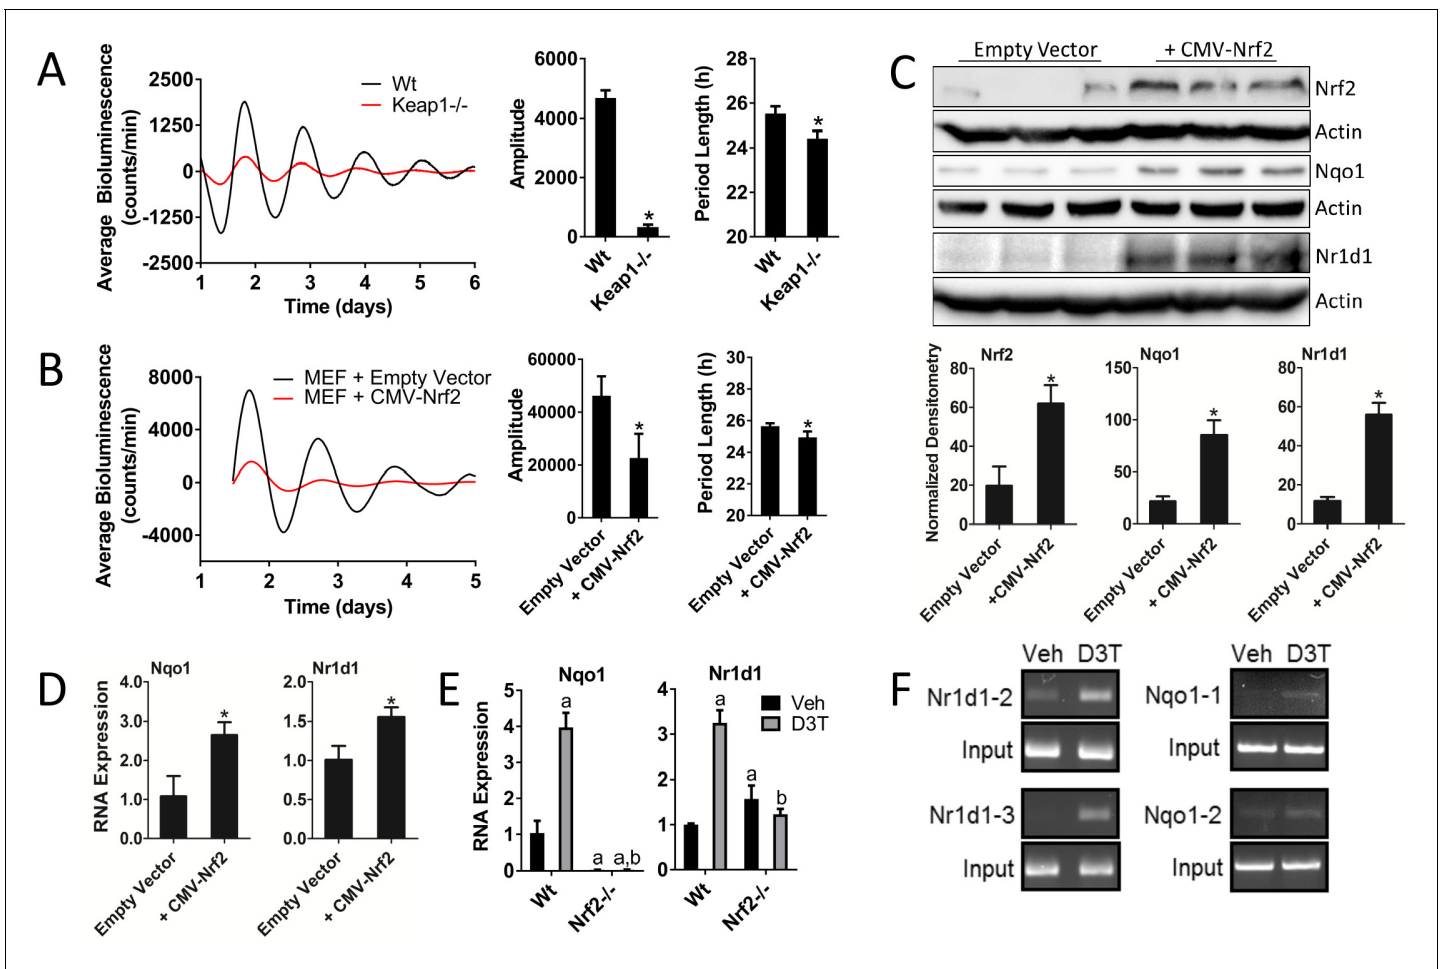 A
Average Bioluminescence
(counts/min)
2500
1250
0
-1250
-2500
1 2 3 4 5 6
Time (days)
Wt
Keap1-/-
Amplitude
6000
4000
2000
0
*
Wt
Keap1-/-
Period Length (h)
28
26
24
22
20
*
Wt
Keap1-/-
B
Average Bioluminescence
(counts/min)
8000
4000
0
-4000
1 2 3 4 5
Time (days)
MEF + Empty Vector
MEF + CMV-Nrf2
Amplitude
60000
40000
20000
0
*
Empty Vector
+ CMV-Nrf2
Period Length (h)
30
28
26
24
22
20
*
Empty Vector
+ CMV-Nrf2
C
Empty Vector + CMV-Nrf2
Nrf2
Actin
Nqo1
Actin
Nr1d1
Actin
Normalized Densitometry
Nrf2
80
60
40
20
0
*
Empty Vector
+CMV-Nrf2
Nqo1
150
100
50
0
*
Empty Vector
+ CMV-Nrf2
Nr1d1
80
60
40
20
0
*
Empty Vector
+ CMV-Nrf2
D
RNA Expression
Nqo1
4.0
3.0
2.0
1.0
0.0
*
Empty Vector
+ CMV-Nrf2
Nr1d1
2.0
1.5
1.0
0.5
0.0
*
Empty Vector
+ CMV-Nrf2
E
RNA Expression
Nqo1
5
4
3
2
1
0
a
a a,b
Wt
Nrf2-/-
Nr1d1
4
3
2
1
0
a
a
b
Veh
D3T
Wt
Nrf2-/-
F
Veh D3T
Nr1d1-2
Input
Nr1d1-3
Input
Veh D3T
Nqo1-1
Input
Nqo1-2
Input